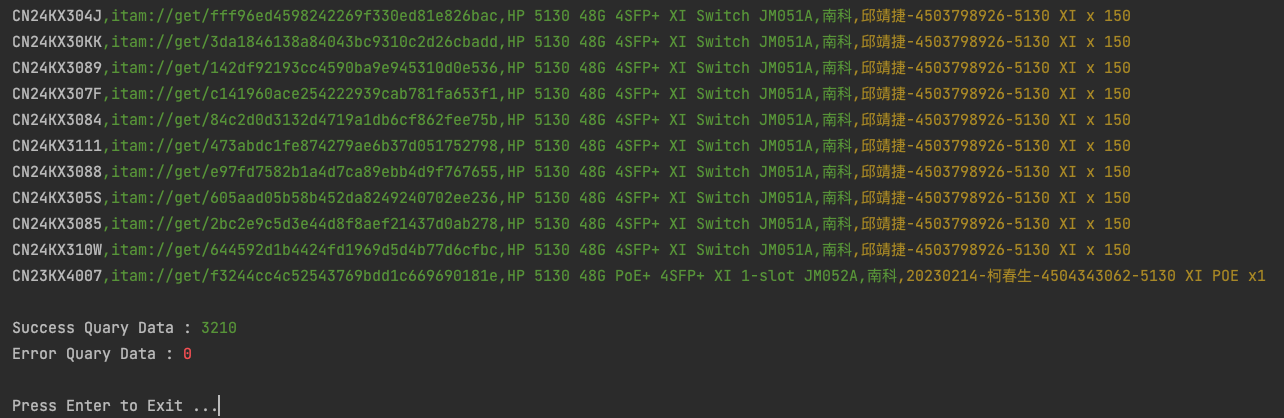 CN24KX304J,itam://get/fff96ed4598242269f330ed81e826bac,HP 5130 48G 4SFP+ XI Switch JM051A,南科,邱靖捷-4503798926-5130 XI x 150
CN24KX30KK,itam://get/3da1846138a84043bc9310c2d26cbadd,HP 5130 48G 4SFP+ XI Switch JM051A,南科,邱靖捷-4503798926-5130 XI x 150
CN24KX3089,itam://get/142df92193cc4590ba9e945310d0e536,HP 5130 48G 4SFP+ XI Switch JM051A,南科,邱靖捷-4503798926-5130 XI x 150
CN24KX307F,itam://get/c141960ace254222939cab781fa653f1,HP 5130 48G 4SFP+ XI Switch JM051A,南科,邱靖捷-4503798926-5130 XI x 150
CN24KX3084,itam://get/84c2d0d3132d4719a1db6cf862fee75b,HP 5130 48G 4SFP+ XI Switch JM051A,南科,邱靖捷-4503798926-5130 XI x 150
CN24KX3111,itam://get/473abdc1fe874279ae6b37d051752798,HP 5130 48G 4SFP+ XI Switch JM051A,南科,邱靖捷-4503798926-5130 XI x 150
CN24KX3088,itam://get/e97fd7582b1a4d7ca89ebb4d9f767655,HP 5130 48G 4SFP+ XI Switch JM051A,南科,邱靖捷-4503798926-5130 XI x 150
CN24KX305S,itam://get/605aad05b58b452da8249240702ee236,HP 5130 48G 4SFP+ XI Switch JM051A,南科,邱靖捷-4503798926-5130 XI x 150
CN24KX3085,itam://get/2bc2e9c5d3e44d8f8aef21437d0ab278,HP 5130 48G 4SFP+ XI Switch JM051A,南科,邱靖捷-4503798926-5130 XI x 150
CN24KX310W,itam://get/644592d1b4424fd1969d5d4b77d6cfbc,HP 5130 48G 4SFP+ XI Switch JM051A,南科,邱靖捷-4503798926-5130 XI x 150
CN23KX4007,itam://get/f3244cc4c52543769bdd1c669690181e,HP 5130 48G PoE+ 4SFP+ XI 1-slot JM052A,南科,20230214-柯春生-4504343062-5130 XI POE x1
Success Quary Data : 3210
Error Quary Data : 0
Press Enter to Exit ...